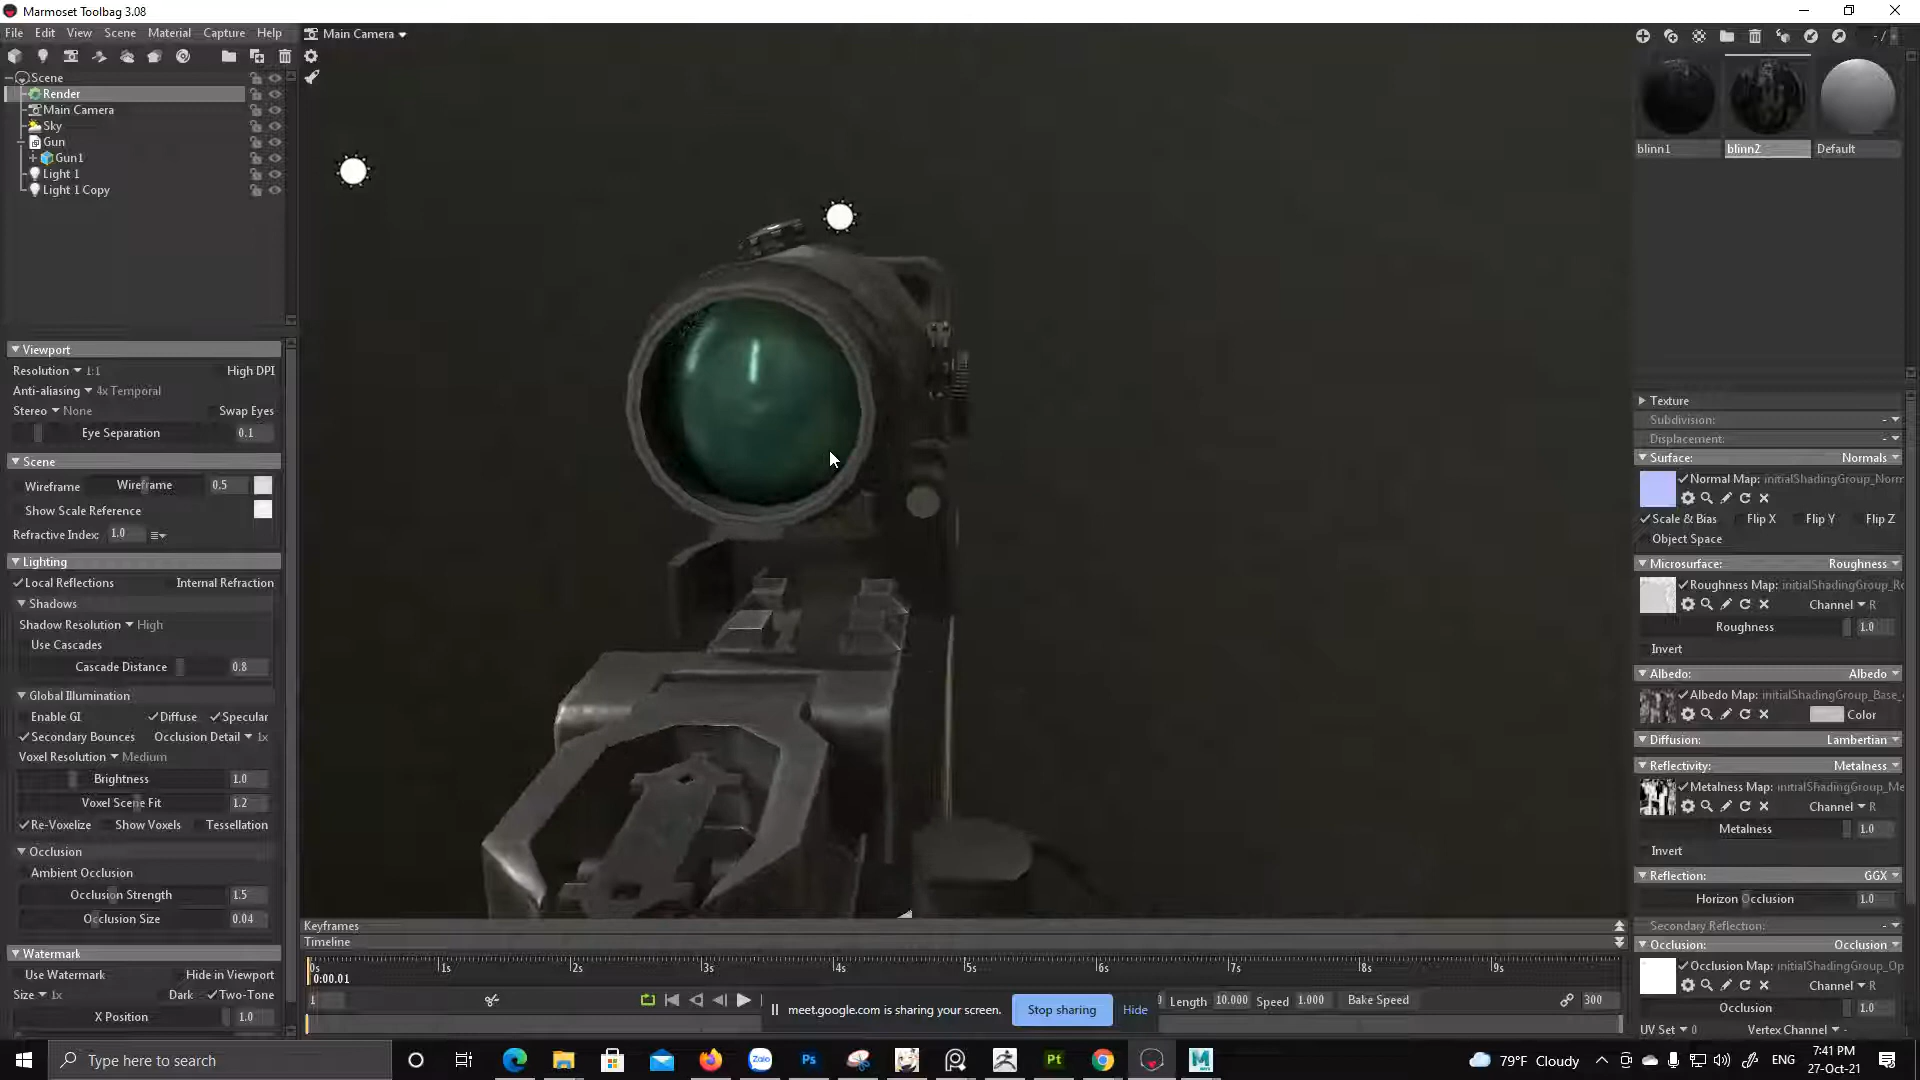 Marmoset Toolbag 3.08
File Edit View Scene Material Capture Help
Main Camera
- /
Scene
Render
Main Camera
Sky
Gun
Gun1
Light 1
Light 1 Copy
blinn1 blinn2 Default
Viewport
Resolution 1:1 High DPI
Anti-aliasing 4x Temporal
Stereo None Swap Eyes
Eye Separation 0.1
Scene
Wireframe Wireframe 0.5
Show Scale Reference
Refractive Index: 1.0
Lighting
Local Reflections Internal Refraction
Shadows
Shadow Resolution High
Use Cascades
Cascade Distance 0.8
Global Illumination
Enable GI Diffuse Specular
Secondary Bounces Occlusion Detail 1x
Voxel Resolution Medium
Brightness 1.0
Voxel Scene Fit 1.2
Re-Voxelize Show Voxels Tessellation
Occlusion
Ambient Occlusion
Occlusion Strength 1.5
Occlusion Size 0.04
Watermark
Use Watermark Hide in Viewport
Size 1x Dark Two-Tone
X Position 1.0
Texture
Subdivision: -
Displacement: -
Surface: Normals
Normal Map: initialShadingGroup_Norm
Scale & Bias Flip X Flip Y Flip Z
Object Space
Microsurface: Roughness
Roughness Map: initialShadingGroup_Ro
Channel R
Roughness 1.0
Invert
Albedo: Albedo
Albedo Map: initialShadingGroup_Base_
Color
Diffusion: Lambertian
Reflectivity: Metalness
Metalness Map: initialShadingGroup_Me
Channel R
Metalness 1.0
Invert
Reflection: GGX
Horizon Occlusion 1.0
Secondary Reflection: -
Occlusion: Occlusion
Occlusion Map: initialShadingGroup_Op
Channel R
Occlusion 1.0
UV Set 0 Vertex Channel -
Keyframes
Timeline
0s 1s 2s 3s 4s 5s 6s 7s 8s 9s
0:00.01
1 Length 10.000 Speed 1.000 Bake Speed 300
meet.google.com is sharing your screen. Stop sharing Hide
Type here to search
Zalo Ps Pt
79°F Cloudy ENG
7:41 PM
27-Oct-21